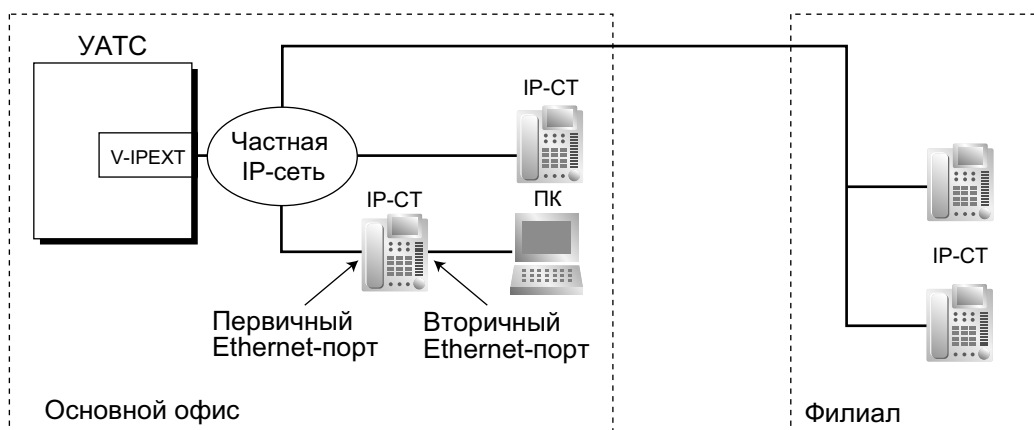 УАТС
V-IPEXT
Частная
IP-сеть
IP-СТ
IP-СТ
ПК
Первичный
Ethernet-порт
Вторичный
Ethernet-порт
IP-СТ
Основной офис
Филиал